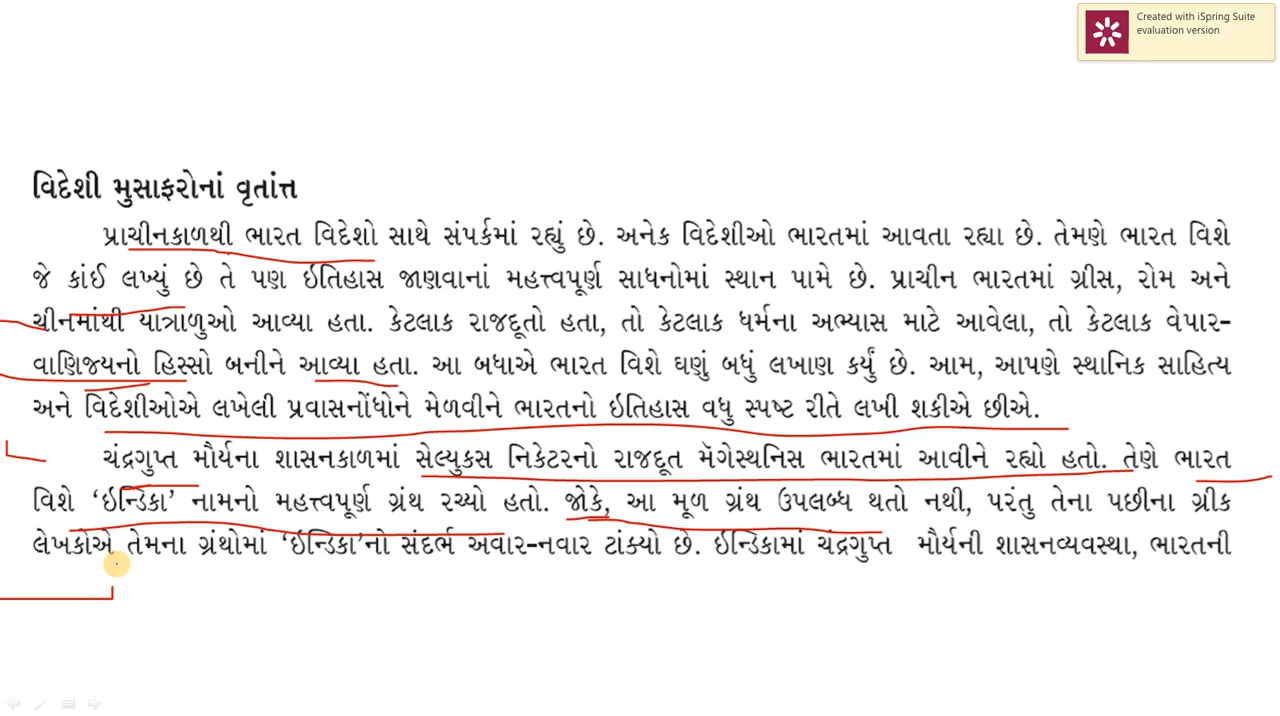 Created with iSpring Suite
evaluation version
વિદેશી મુસાફરોનાં વૃતાંત્ત
પ્રાચીનકાળથી ભારત વિદેશો સાથે સંપર્કમાં રહ્યું છે. અનેક વિદેશીઓ ભારતમાં આવતા રહ્યા છે. તેમણે ભારત વિશે
જે કાંઈ લખ્યું છે તે પણ ઇતિહાસ જાણવાનાં મહત્ત્વપૂર્ણ સાધનોમાં સ્થાન પામે છે. પ્રાચીન ભારતમાં ગ્રીસ, રોમ અને
ચીનમાંથી યાત્રાળુઓ આવ્યા હતા. કેટલાક રાજદૂતો હતા, તો કેટલાક ધર્મના અભ્યાસ માટે આવેલા, તો કેટલાક વેપાર-
વાણિજ્યનો હિસ્સો બનીને આવ્યા હતા. આ બધાએ ભારત વિશે ઘણું બધું લખાણ કર્યું છે. આમ, આપણે સ્થાનિક સાહિત્ય
અને વિદેશીઓએ લખેલી પ્રવાસનોંધોને મેળવીને ભારતનો ઇતિહાસ વધુ સ્પષ્ટ રીતે લખી શકીએ છીએ.
ચંદ્રગુપ્ત મૌર્યના શાસનકાળમાં સેલ્યુકસ નિકેટરનો રાજદૂત મૅગેસ્થનિસ ભારતમાં આવીને રહ્યો હતો. તેણે ભારત
વિશે ‘ઇન્ડિકા’ નામનો મહત્ત્વપૂર્ણ ગ્રંથ રચ્યો હતો. જોકે, આ મૂળ ગ્રંથ ઉપલબ્ધ થતો નથી, પરંતુ તેના પછીના ગ્રીક
લેખકોએ તેમના ગ્રંથોમાં ‘ઇન્ડિકા’નો સંદર્ભ અવાર-નવાર ટાંક્યો છે. ઇન્ડિકામાં ચંદ્રગુપ્ત મૌર્યની શાસનવ્યવસ્થા, ભારતની